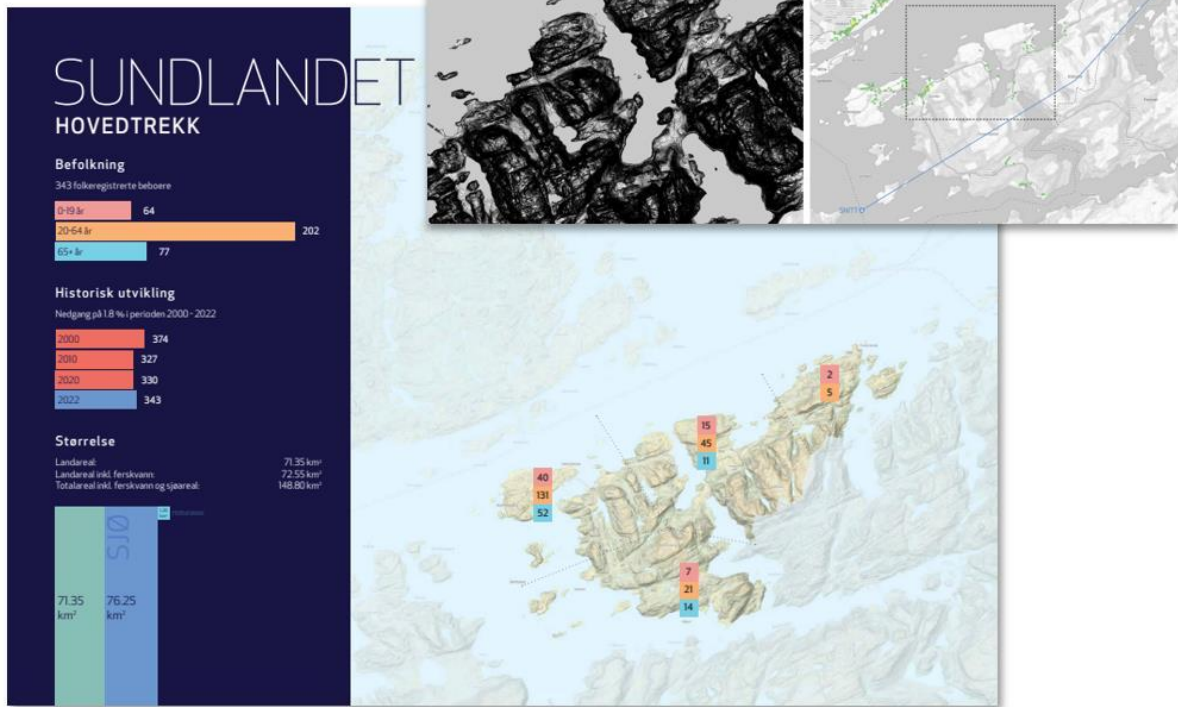 SUNDLANDET
HOVEDTREKK
Befolkning
343 folkeregistrerte beboere
0-19 år 64
20-64 år 202
65+ år 77
Historisk utvikling
Nedgang på 1.8 % i perioden 2000 - 2022
2000 374
2010 327
2020 330
2022 343
Størrelse
Landareal: 71.35 km²
Landareal inkl. ferskvann: 72.55 km²
Totalareal inkl. ferskvann og sjøareal: 148.80 km²
SJØ
71.35 km²
76.25 km²
2
5
15
45
11
40
131
52
7
21
14